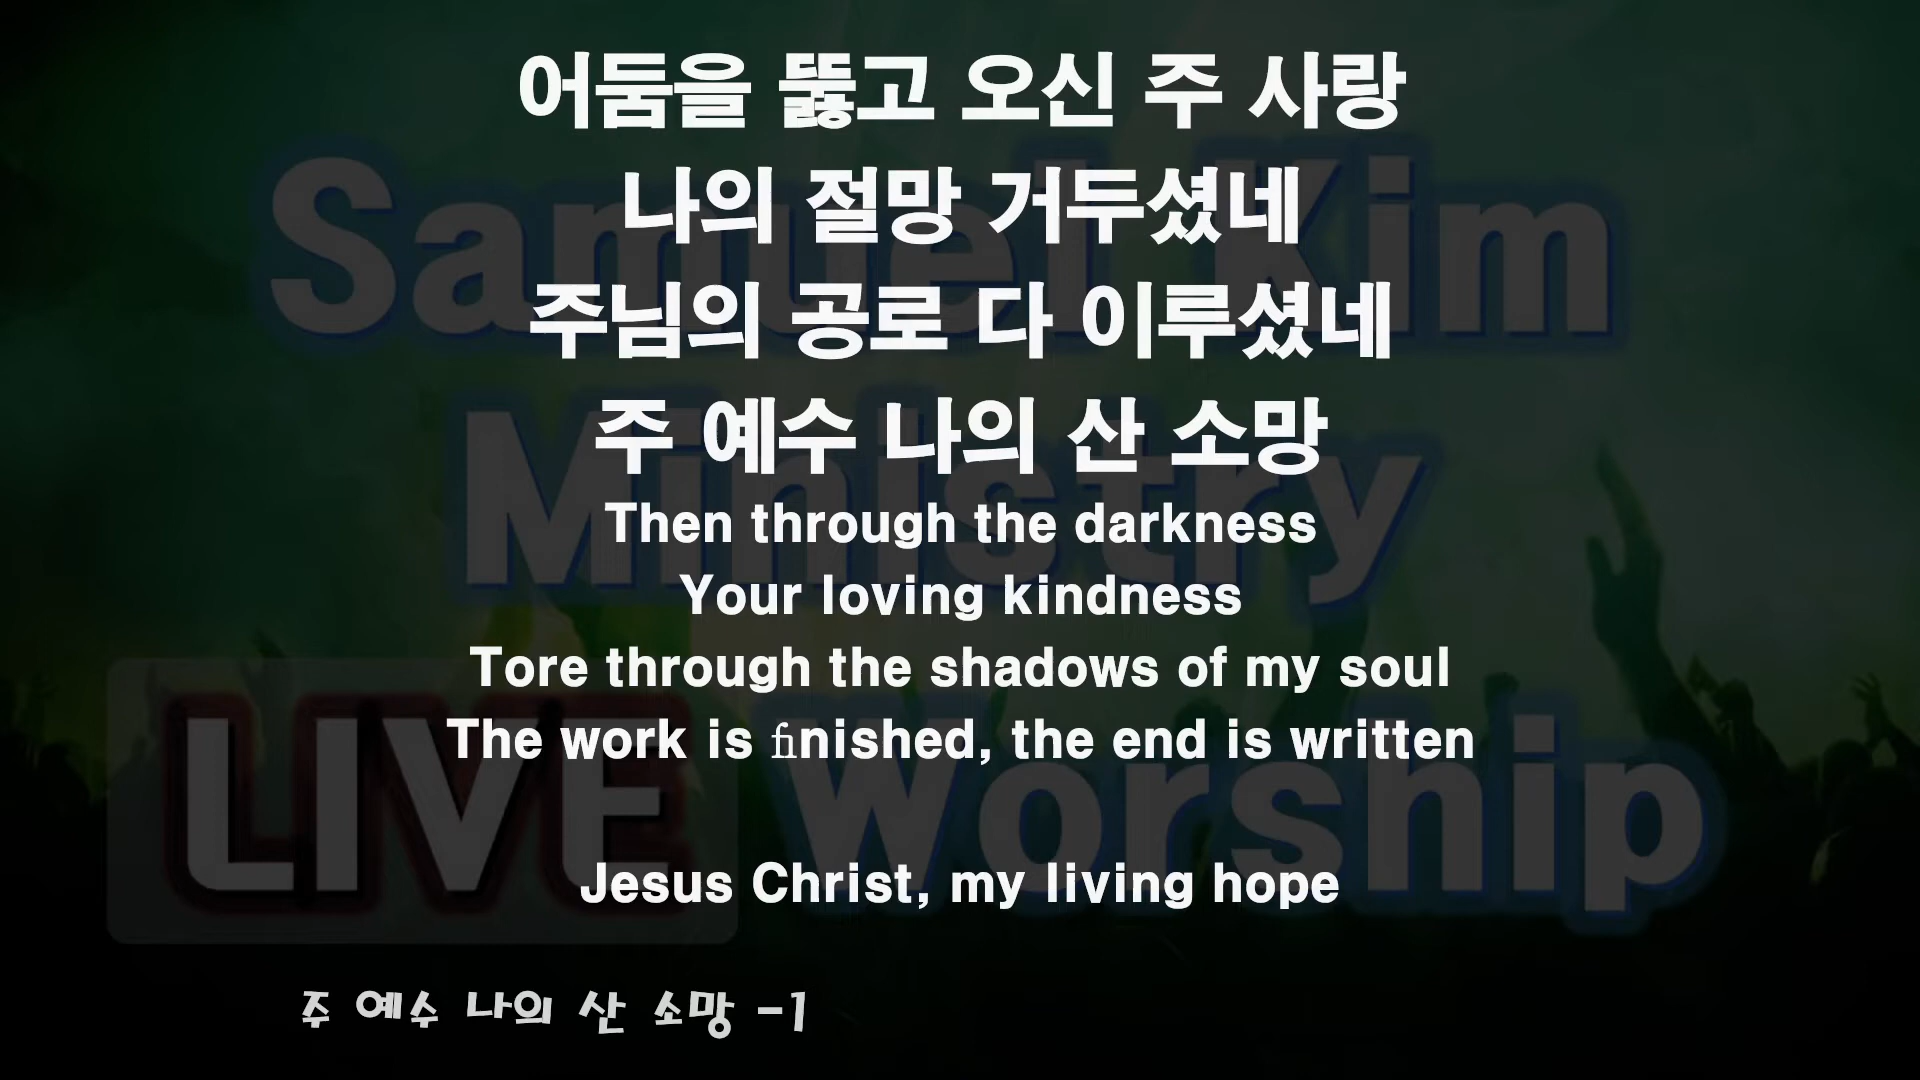 어둠을 뚫고 오신 주 사랑
나의 절망 거두셨네
주님의 공로 다 이루셨네
주 예수 나의 산 소망
Then through the darkness
Your loving kindness
Tore through the shadows of my soul
The work is finished, the end is written
Jesus Christ, my living hope
주 예수 나의 산 소망 -1
Samuel Kim
Ministry
LIVE Worship